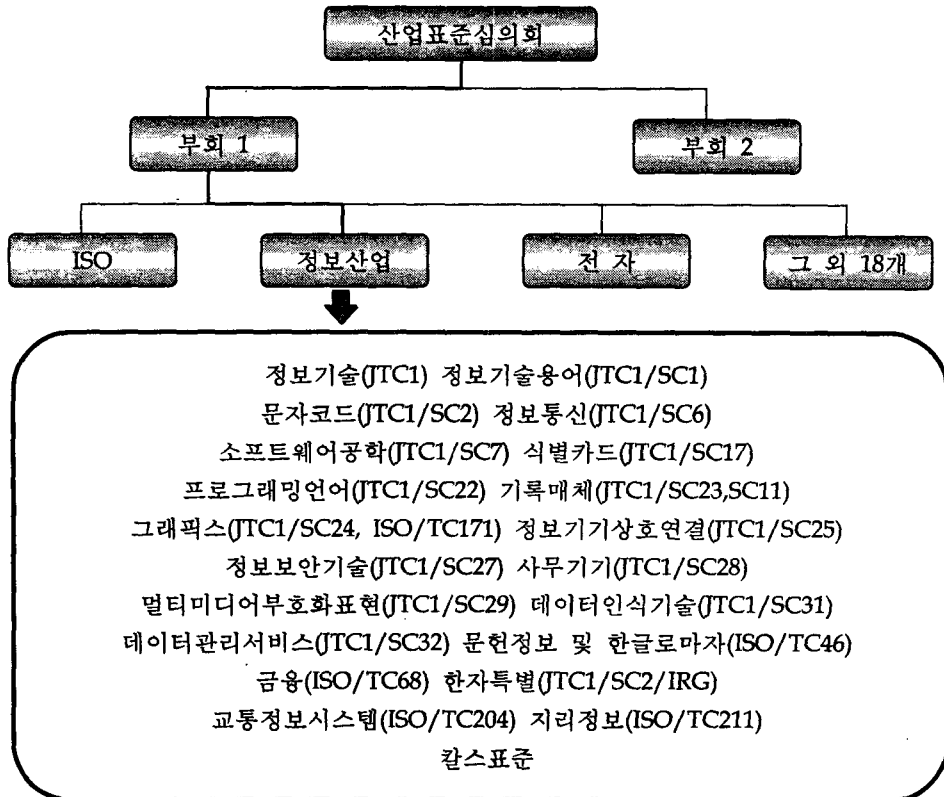 산업표준심의회
부회 1
부회 2
ISO
정보산업
전 자
그 외 18개
정보기술(JTC1) 정보기술용어(JTC1/SC1)
문자코드(JTC1/SC2) 정보통신(JTC1/SC6)
소프트웨어공학(JTC1/SC7) 식별카드(JTC1/SC17)
프로그래밍언어(JTC1/SC22) 기록매체(JTC1/SC23,SC11)
그래픽스(JTC1/SC24, ISO/TC171) 정보기기상호연결(JTC1/SC25)
정보보안기술(JTC1/SC27) 사무기기(JTC1/SC28)
멀티미디어부호화표현(JTC1/SC29) 데이터인식기술(JTC1/SC31)
데이터관리서비스(JTC1/SC32) 문헌정보 및 한글로마자(ISO/TC46)
금융(ISO/TC68) 한자특별(JTC1/SC2/IRG)
교통정보시스템(ISO/TC204) 지리정보(ISO/TC211)
칼스표준